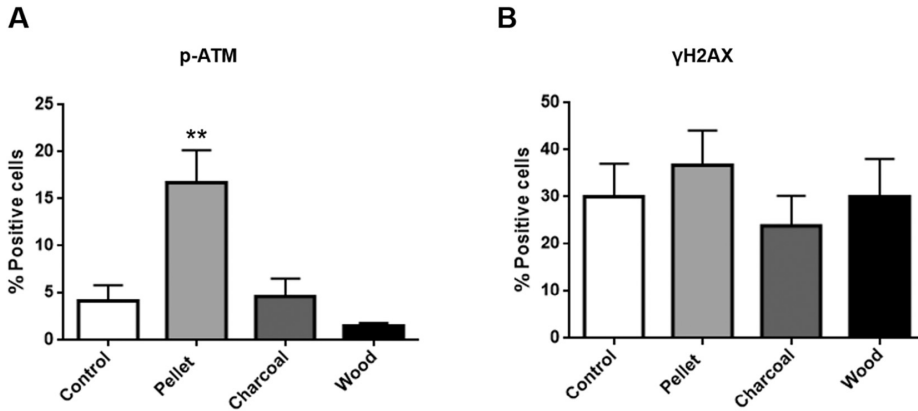 A
B
p-ATM
% Positive cells
25
20
15
10
5
0
**
Control
Pellet
Charcoal
Wood
γH2AX
% Positive cells
50
40
30
20
10
0
Control
Pellet
Charcoal
Wood